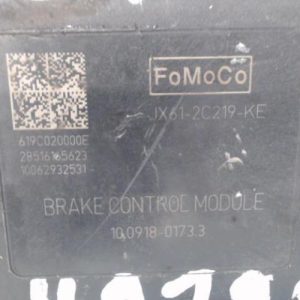 FoMoCo
JX61-2C219-KE
619C020000E
28516165623
10062932531
BRAKE CONTROL MODULE
10.0918-0173.3